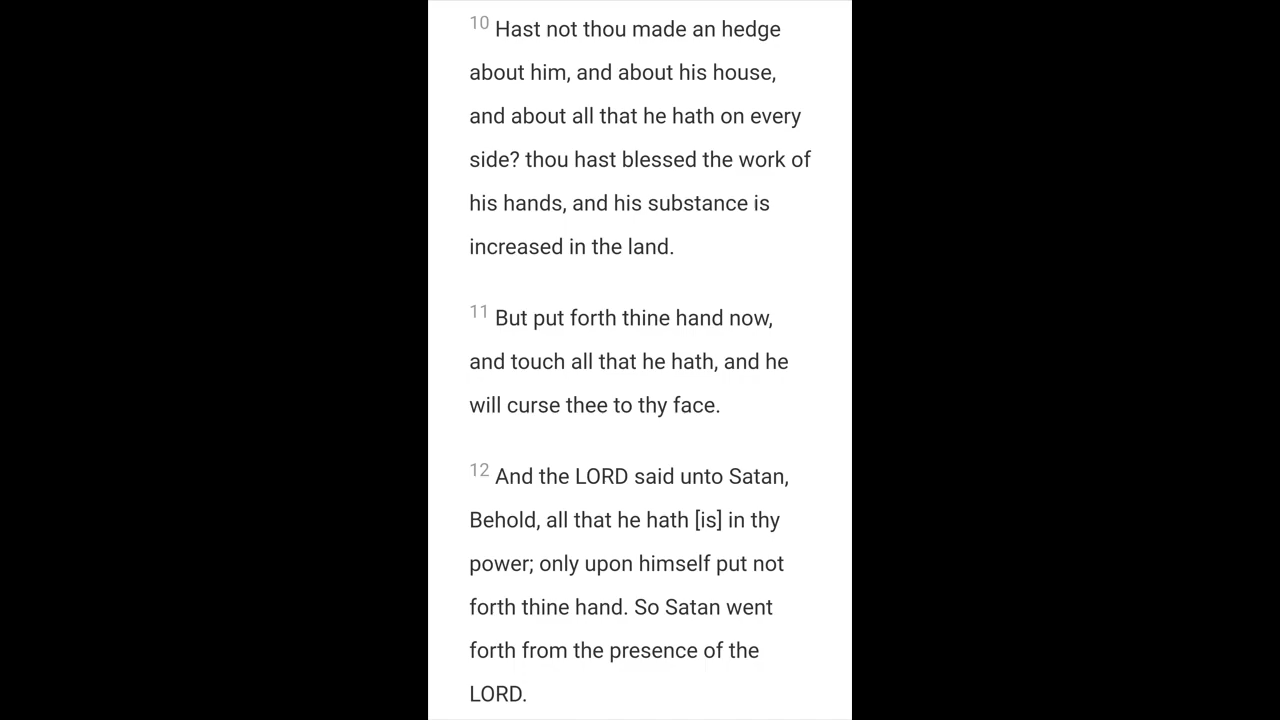 10 Hast not thou made an hedge
about him, and about his house,
and about all that he hath on every
side? thou hast blessed the work of
his hands, and his substance is
increased in the land.
11 But put forth thine hand now,
and touch all that he hath, and he
will curse thee to thy face.
12 And the LORD said unto Satan,
Behold, all that he hath [is] in thy
power; only upon himself put not
forth thine hand. So Satan went
forth from the presence of the
LORD.